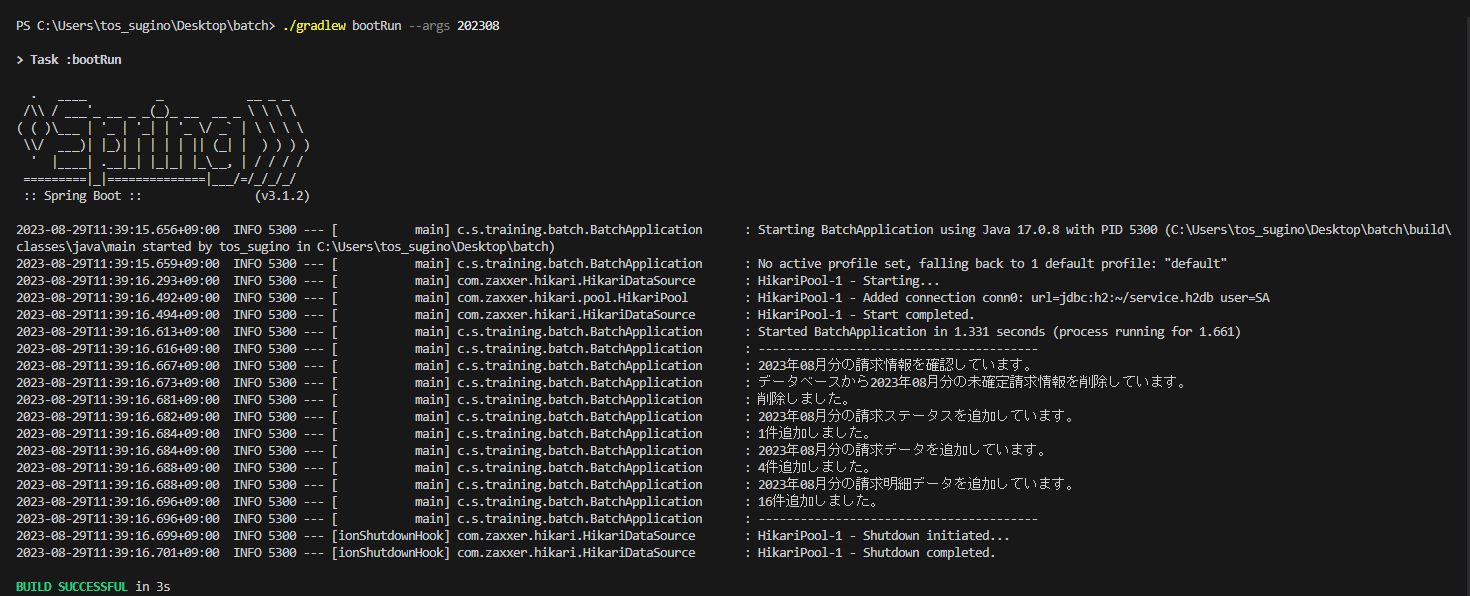 PS C:\Users\tos_sugino\Desktop\batch> ./gradlew bootRun --args 202308
> Task :bootRun
  .   ____          _            __ _ _
 /\\ / ___'_ __ _ _(_)_ __  __ _ \ \ \ \
( ( )\___ | '_ | '_| | '_ \/ _` | \ \ \ \
 \\/  ___)| |_)| | | | | || (_| |  ) ) ) )
  '  |____| .__|_| |_|_| |_\__, | / / / /
 =========|_|==============|___/=/_/_/_/
 :: Spring Boot ::                (v3.1.2)
2023-08-29T11:39:15.656+09:00  INFO 5300 --- [           main] c.s.training.batch.BatchApplication      : Starting BatchApplication using Java 17.0.8 with PID 5300 (C:\Users\tos_sugino\Desktop\batch\build\
classes\java\main started by tos_sugino in C:\Users\tos_sugino\Desktop\batch)
2023-08-29T11:39:15.659+09:00  INFO 5300 --- [           main] c.s.training.batch.BatchApplication      : No active profile set, falling back to 1 default profile: "default"
2023-08-29T11:39:16.293+09:00  INFO 5300 --- [           main] com.zaxxer.hikari.HikariDataSource       : HikariPool-1 - Starting...
2023-08-29T11:39:16.492+09:00  INFO 5300 --- [           main] com.zaxxer.hikari.pool.HikariPool        : HikariPool-1 - Added connection conn0: url=jdbc:h2:~/service.h2db user=SA
2023-08-29T11:39:16.494+09:00  INFO 5300 --- [           main] com.zaxxer.hikari.HikariDataSource       : HikariPool-1 - Start completed.
2023-08-29T11:39:16.613+09:00  INFO 5300 --- [           main] c.s.training.batch.BatchApplication      : Started BatchApplication in 1.331 seconds (process running for 1.661)
2023-08-29T11:39:16.616+09:00  INFO 5300 --- [           main] c.s.training.batch.BatchApplication      : ----------------------------------------
2023-08-29T11:39:16.667+09:00  INFO 5300 --- [           main] c.s.training.batch.BatchApplication      : 2023年08月分の請求情報を確認しています。
2023-08-29T11:39:16.673+09:00  INFO 5300 --- [           main] c.s.training.batch.BatchApplication      : データベースから2023年08月分の未確定請求情報を削除しています。
2023-08-29T11:39:16.681+09:00  INFO 5300 --- [           main] c.s.training.batch.BatchApplication      : 削除しました。
2023-08-29T11:39:16.682+09:00  INFO 5300 --- [           main] c.s.training.batch.BatchApplication      : 2023年08月分の請求ステータスを追加しています。
2023-08-29T11:39:16.684+09:00  INFO 5300 --- [           main] c.s.training.batch.BatchApplication      : 1件追加しました。
2023-08-29T11:39:16.684+09:00  INFO 5300 --- [           main] c.s.training.batch.BatchApplication      : 2023年08月分の請求データを追加しています。
2023-08-29T11:39:16.688+09:00  INFO 5300 --- [           main] c.s.training.batch.BatchApplication      : 4件追加しました。
2023-08-29T11:39:16.688+09:00  INFO 5300 --- [           main] c.s.training.batch.BatchApplication      : 2023年08月分の請求明細データを追加しています。
2023-08-29T11:39:16.696+09:00  INFO 5300 --- [           main] c.s.training.batch.BatchApplication      : 16件追加しました。
2023-08-29T11:39:16.696+09:00  INFO 5300 --- [           main] c.s.training.batch.BatchApplication      : ----------------------------------------
2023-08-29T11:39:16.699+09:00  INFO 5300 --- [ionShutdownHook] com.zaxxer.hikari.HikariDataSource       : HikariPool-1 - Shutdown initiated...
2023-08-29T11:39:16.701+09:00  INFO 5300 --- [ionShutdownHook] com.zaxxer.hikari.HikariDataSource       : HikariPool-1 - Shutdown completed.
BUILD SUCCESSFUL in 3s